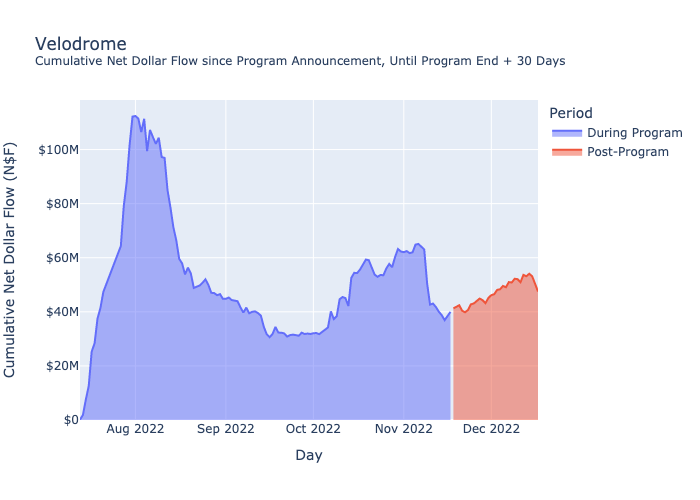 Velodrome
Cumulative Net Dollar Flow since Program Announcement, Until Program End + 30 Days
Cumulative Net Dollar Flow (N$F)
$100M
$80M
$60M
$40M
$20M
$0
Aug 2022
Sep 2022
Oct 2022
Nov 2022
Dec 2022
Day
Period
During Program
Post-Program